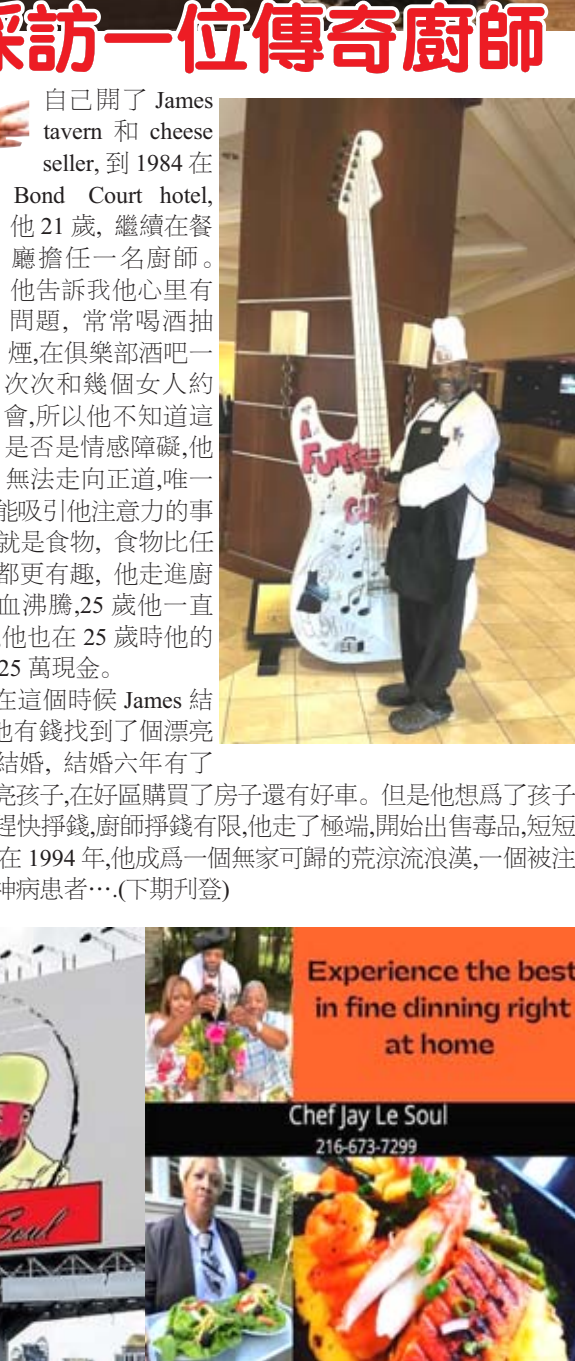 採訪一位傳奇廚師
自己開了 James
tavern 和 cheese
seller, 到 1984 在
Bond Court hotel,
他 21 歲, 繼續在餐
廳擔任一名廚師。
他告訴我他心里有
問題, 常常喝酒抽
煙,在俱樂部酒吧一
次次和幾個女人約
會,所以他不知道這
是否是情感障礙,他
無法走向正道,唯一
能吸引他注意力的事
就是食物, 食物比任
都更有趣, 他走進廚
血沸騰,25 歲他一直
他也在 25 歲時他的
25 萬現金。
在這個時候 James 結
他有錢找到了個漂亮
結婚, 結婚六年有了
亮孩子,在好區購買了房子還有好車。但是他想爲了孩子
趕快掙錢,廚師掙錢有限,他走了極端,開始出售毒品,短短
在 1994 年,他成爲一個無家可歸的荒涼流浪漢,一個被注
神病患者….(下期刊登)
A
FUNKEE
Experience the best
in fine dinning right
at home
Chef Jay Le Soul
216-673-7299
Soul